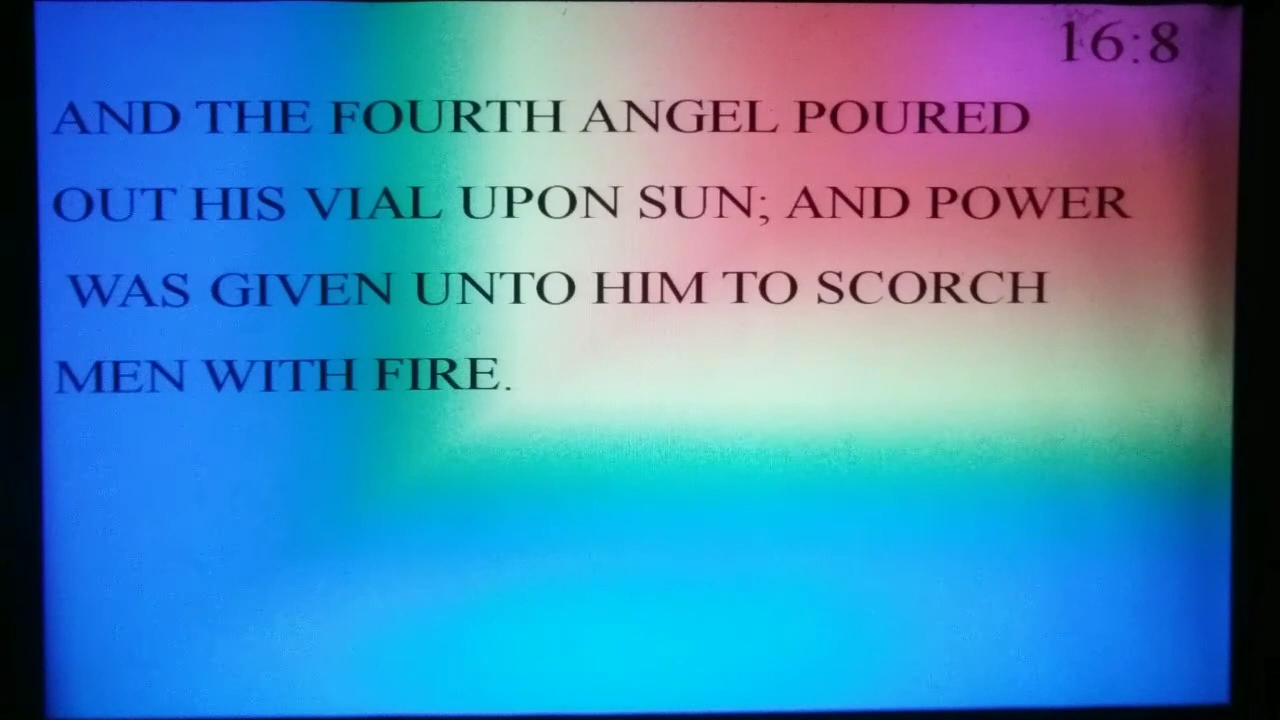 16:8
AND THE FOURTH ANGEL POURED
OUT HIS VIAL UPON SUN; AND POWER
WAS GIVEN UNTO HIM TO SCORCH
MEN WITH FIRE.